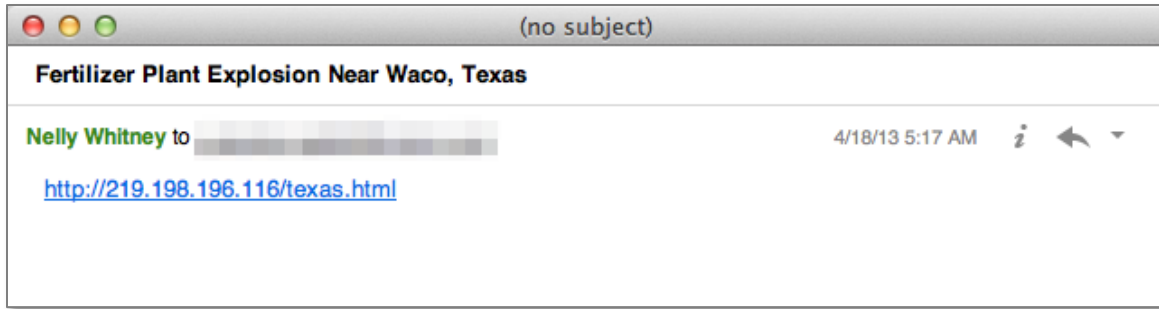 (no subject)
Fertilizer Plant Explosion Near Waco, Texas
Nelly Whitney to 4/18/13 5:17 AM i
http://219.198.196.116/texas.html